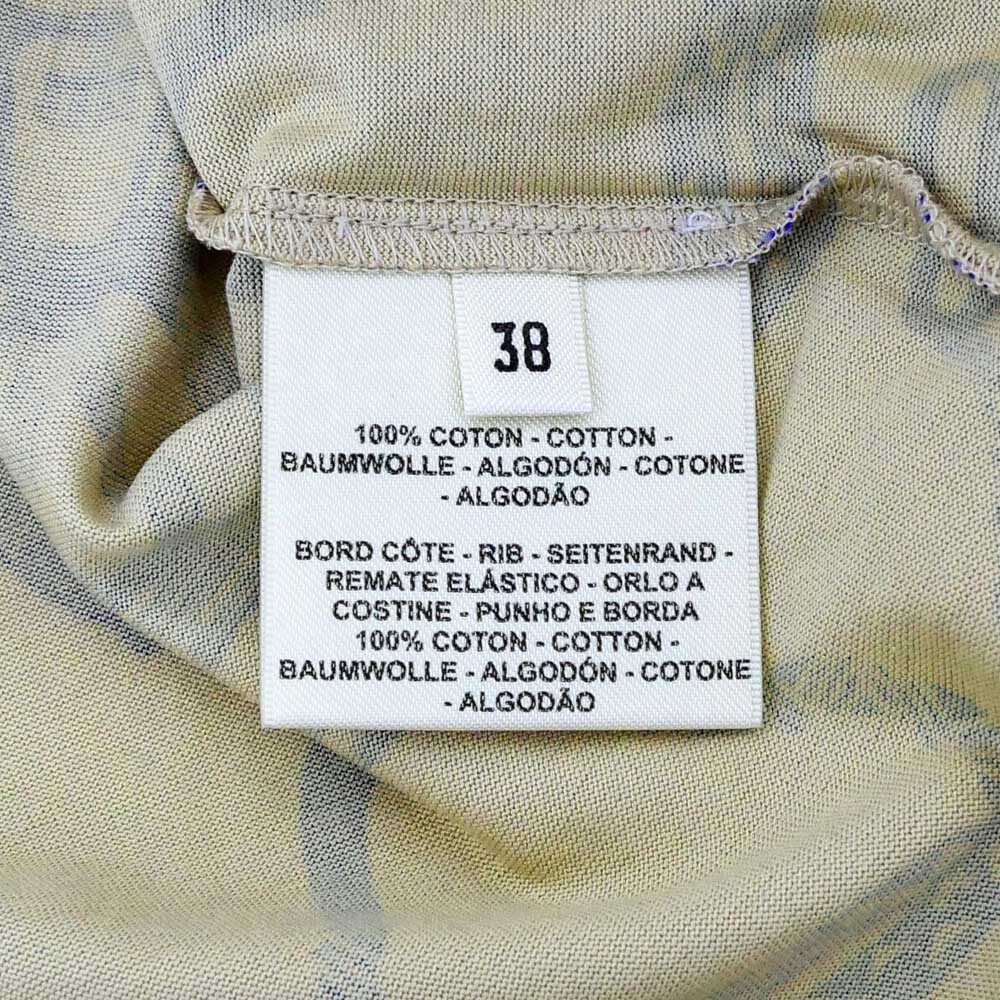 38
100% COTON - COTTON -
BAUMWOLLE - ALGODÓN - COTONE
- ALGODÃO
BORD CÔTE - RIB - SEITENRAND -
REMATE ELÁSTICO - ORLO A
COSTINE - PUNHO E BORDA
100% COTON - COTTON -
BAUMWOLLE - ALGODÓN - COTONE
- ALGODÃO